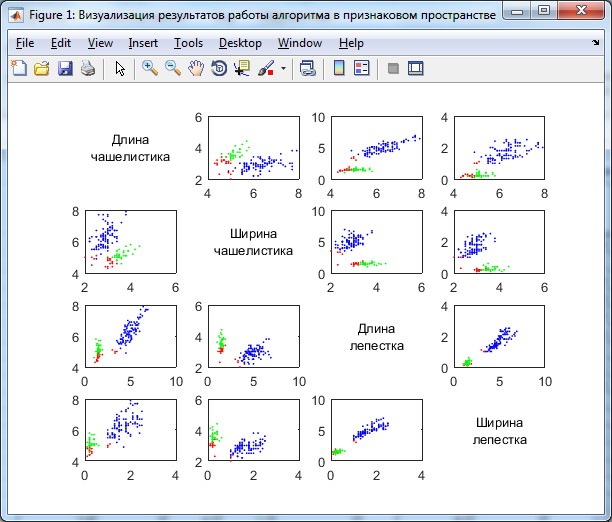 Figure 1: Визуализация результатов работы алгоритма в признаковом пространстве
File Edit View Insert Tools Desktop Window Help
Длина
чашелистика
6
4
2
4 6 8
10
5
0
4 6 8
4
2
0
4 6 8
8
6
4
2 4 6
Ширина
чашелистика
10
5
0
2 4 6
4
2
0
2 4 6
8
6
4
0 5 10
6
4
2
0 5 10
Длина
лепестка
4
2
0
0 5 10
8
6
4
0 2 4
6
4
2
0 2 4
10
5
0
0 2 4
Ширина
лепестка